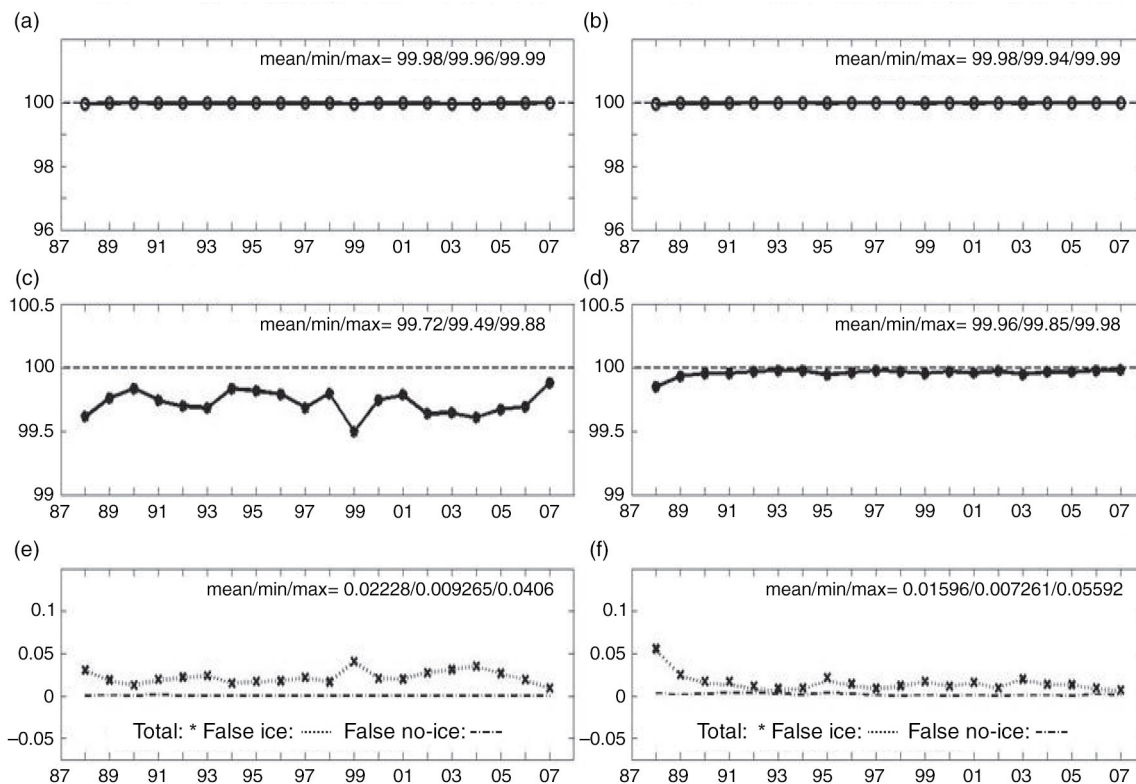 (a)
(b)
mean/min/max= 99.98/99.96/99.99
mean/min/max= 99.98/99.94/99.99
100
98
96
87 89 91 93 95 97 99 01 03 05 07
100
98
96
87 89 91 93 95 97 99 01 03 05 07
(c)
(d)
100.5
mean/min/max= 99.72/99.49/99.88
100
99.5
99
87 89 91 93 95 97 99 01 03 05 07
100.5
mean/min/max= 99.96/99.85/99.98
100
99.5
99
87 89 91 93 95 97 99 01 03 05 07
(e)
(f)
mean/min/max= 0.02228/0.009265/0.0406
0.1
0.05
0
Total: * False ice: False no-ice:
–0.05
87 89 91 93 95 97 99 01 03 05 07
mean/min/max= 0.01596/0.007261/0.05592
0.1
0.05
0
Total: * False ice: False no-ice:
–0.05
87 89 91 93 95 97 99 01 03 05 07